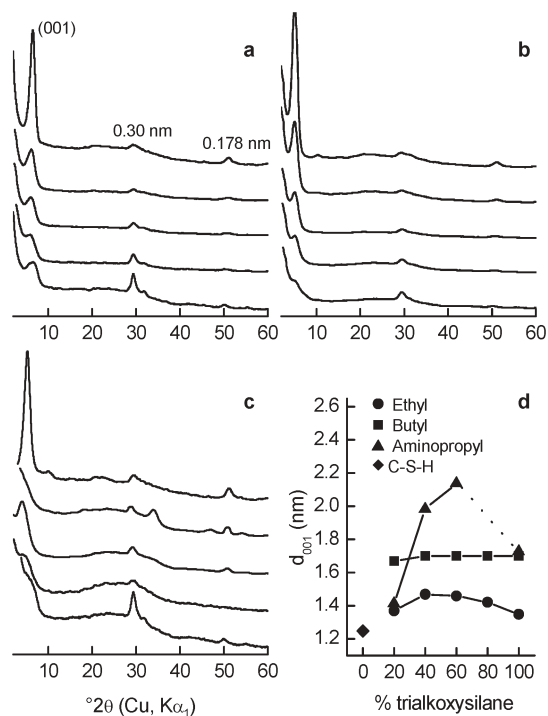 (001)
a
0.30 nm
0.178 nm
10 20 30 40 50 60
b
10 20 30 40 50 60
c
10 20 30 40 50 60
°2θ (Cu, Kα₁)
d
Ethyl
Butyl
Aminopropyl
C-S-H
2.6
2.4
2.2
2.0
1.8
1.6
1.4
1.2
d₀₀₁ (nm)
0 20 40 60 80 100
% trialkoxysilane